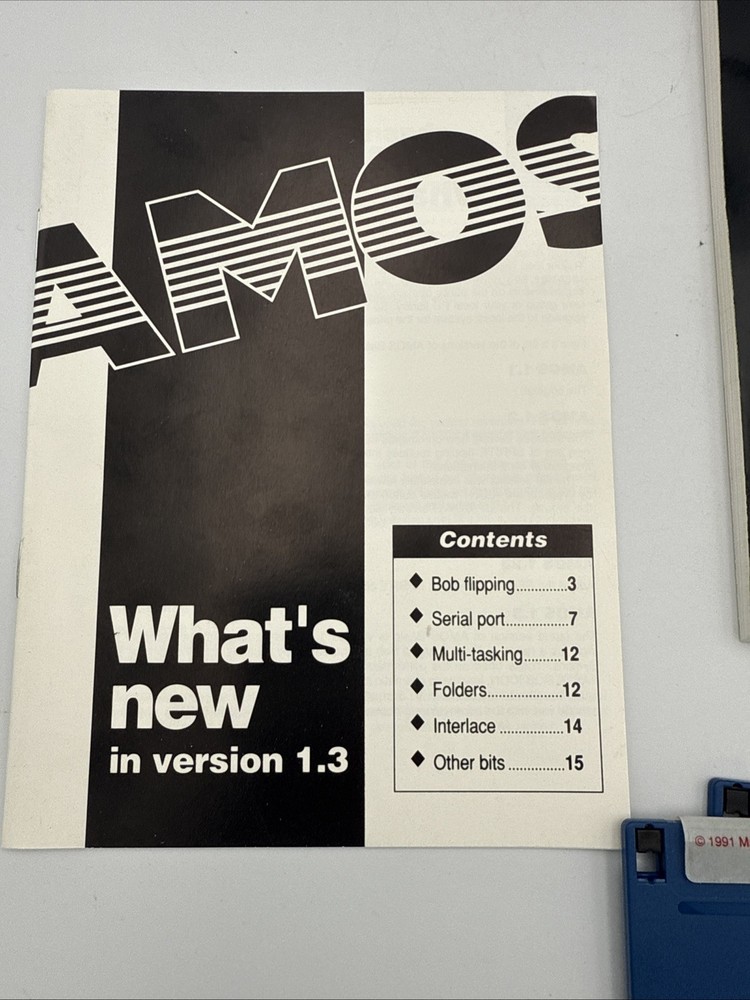 AMOS
What's
new
in version 1.3
Contents
◆ Bob flipping.............3
◆ Serial port................7
◆ Multi-tasking.........12
◆ Folders...................12
◆ Interlace .................14
◆ Other bits ..............15
© 1991